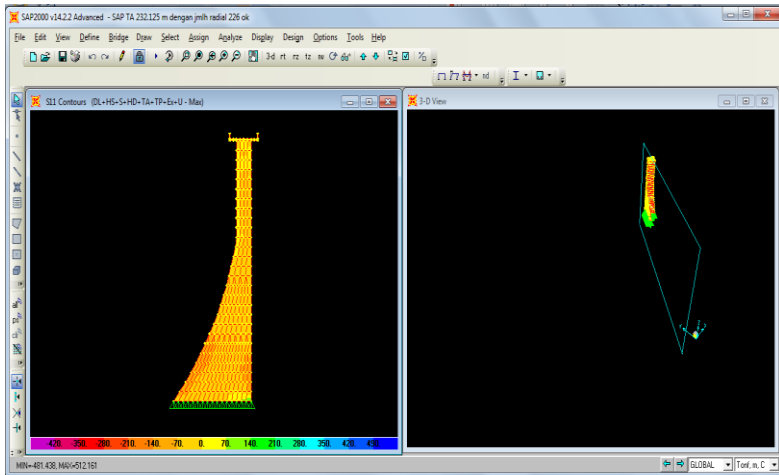 SAP2000 v14.2.2 Advanced - SAP TA 232.125 m dengan jmlh radial 226 ok
File Edit View Define Bridge Draw Select Assign Analyze Display Design Options Tools Help
3-d
nd
S11 Contours (DL+HS+S+HD+TA+TP+Ex+U - Max)
3-D View
-420. -350. -280. -210. -140. -70. 0. 70. 140. 210. 280. 350. 420.
MIN=-481.438, MAX=512.161
GLOBAL
Tonf, m, C